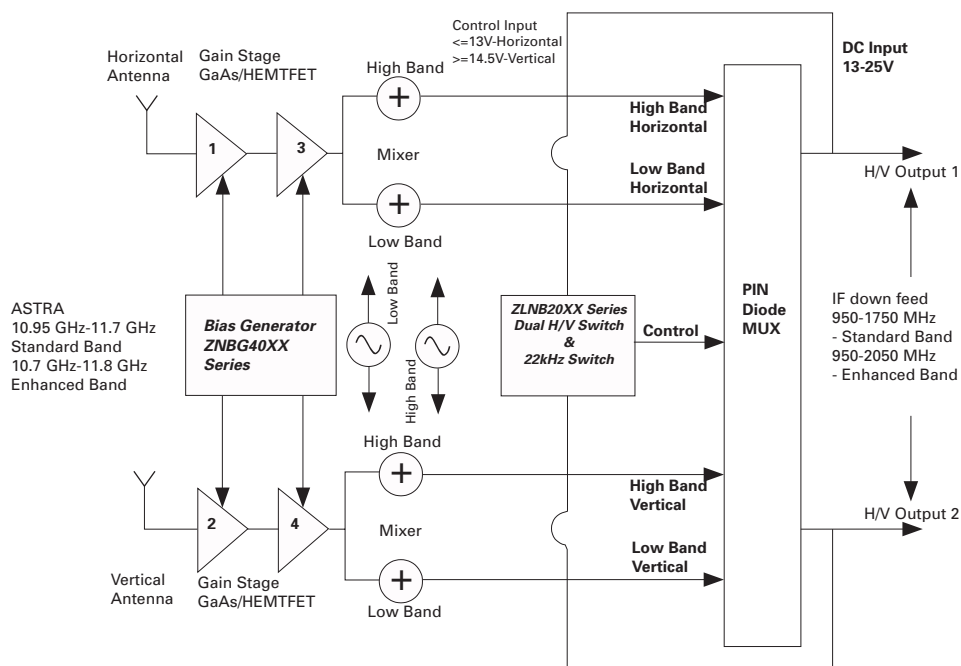 Horizontal
Antenna
Gain Stage
GaAs/HEMTFET
Control Input
<=13V-Horizontal
>=14.5V-Vertical
DC Input
13-25V
High Band
1
3
Mixer
High Band
Horizontal
Low Band
Horizontal
Low Band
H/V Output 1
ASTRA
10.95 GHz-11.7 GHz
Standard Band
10.7 GHz-11.8 GHz
Enhanced Band
Bias Generator
ZNBG40XX
Series
Low Band
High Band
ZLNB20XX Series
Dual H/V Switch
&
22kHz Switch
Control
PIN
Diode
MUX
IF down feed
950-1750 MHz
- Standard Band
950-2050 MHz
- Enhanced Band
High Band
2
4
Mixer
High Band
Vertical
Low Band
Vertical
Low Band
H/V Output 2
Vertical
Antenna
Gain Stage
GaAs/HEMTFET